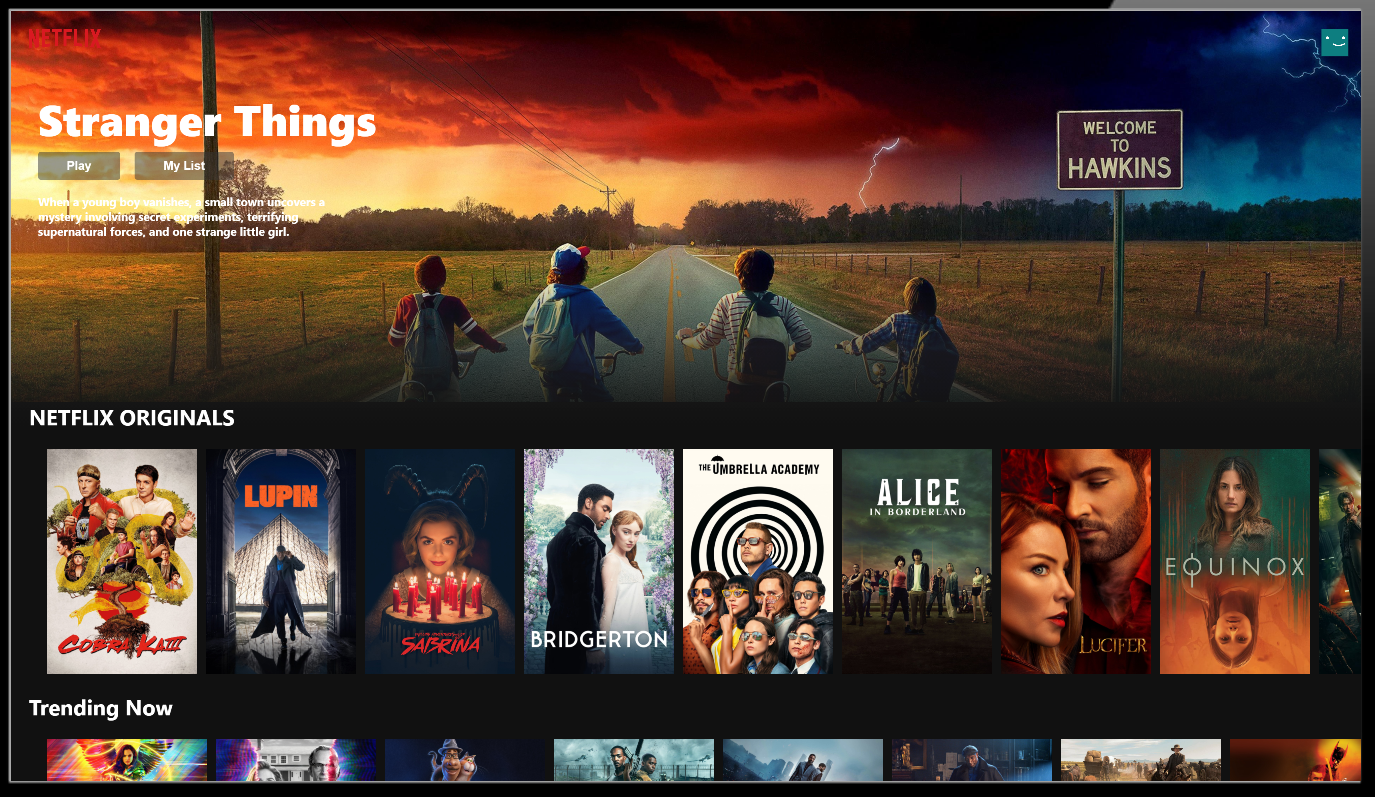 NETFLIX
Stranger Things
Play
My List
When a young boy vanishes, a small town uncovers a
mystery involving secret experiments, terrifying
supernatural forces, and one strange little girl.
WELCOME
TO
HAWKINS
NETFLIX ORIGINALS
COBRA KAI III
LUPIN
SABRINA
BRIDGERTON
THE UMBRELLA ACADEMY
ALICE
IN BORDERLAND
LUCIFER
EQUINOX
Trending Now